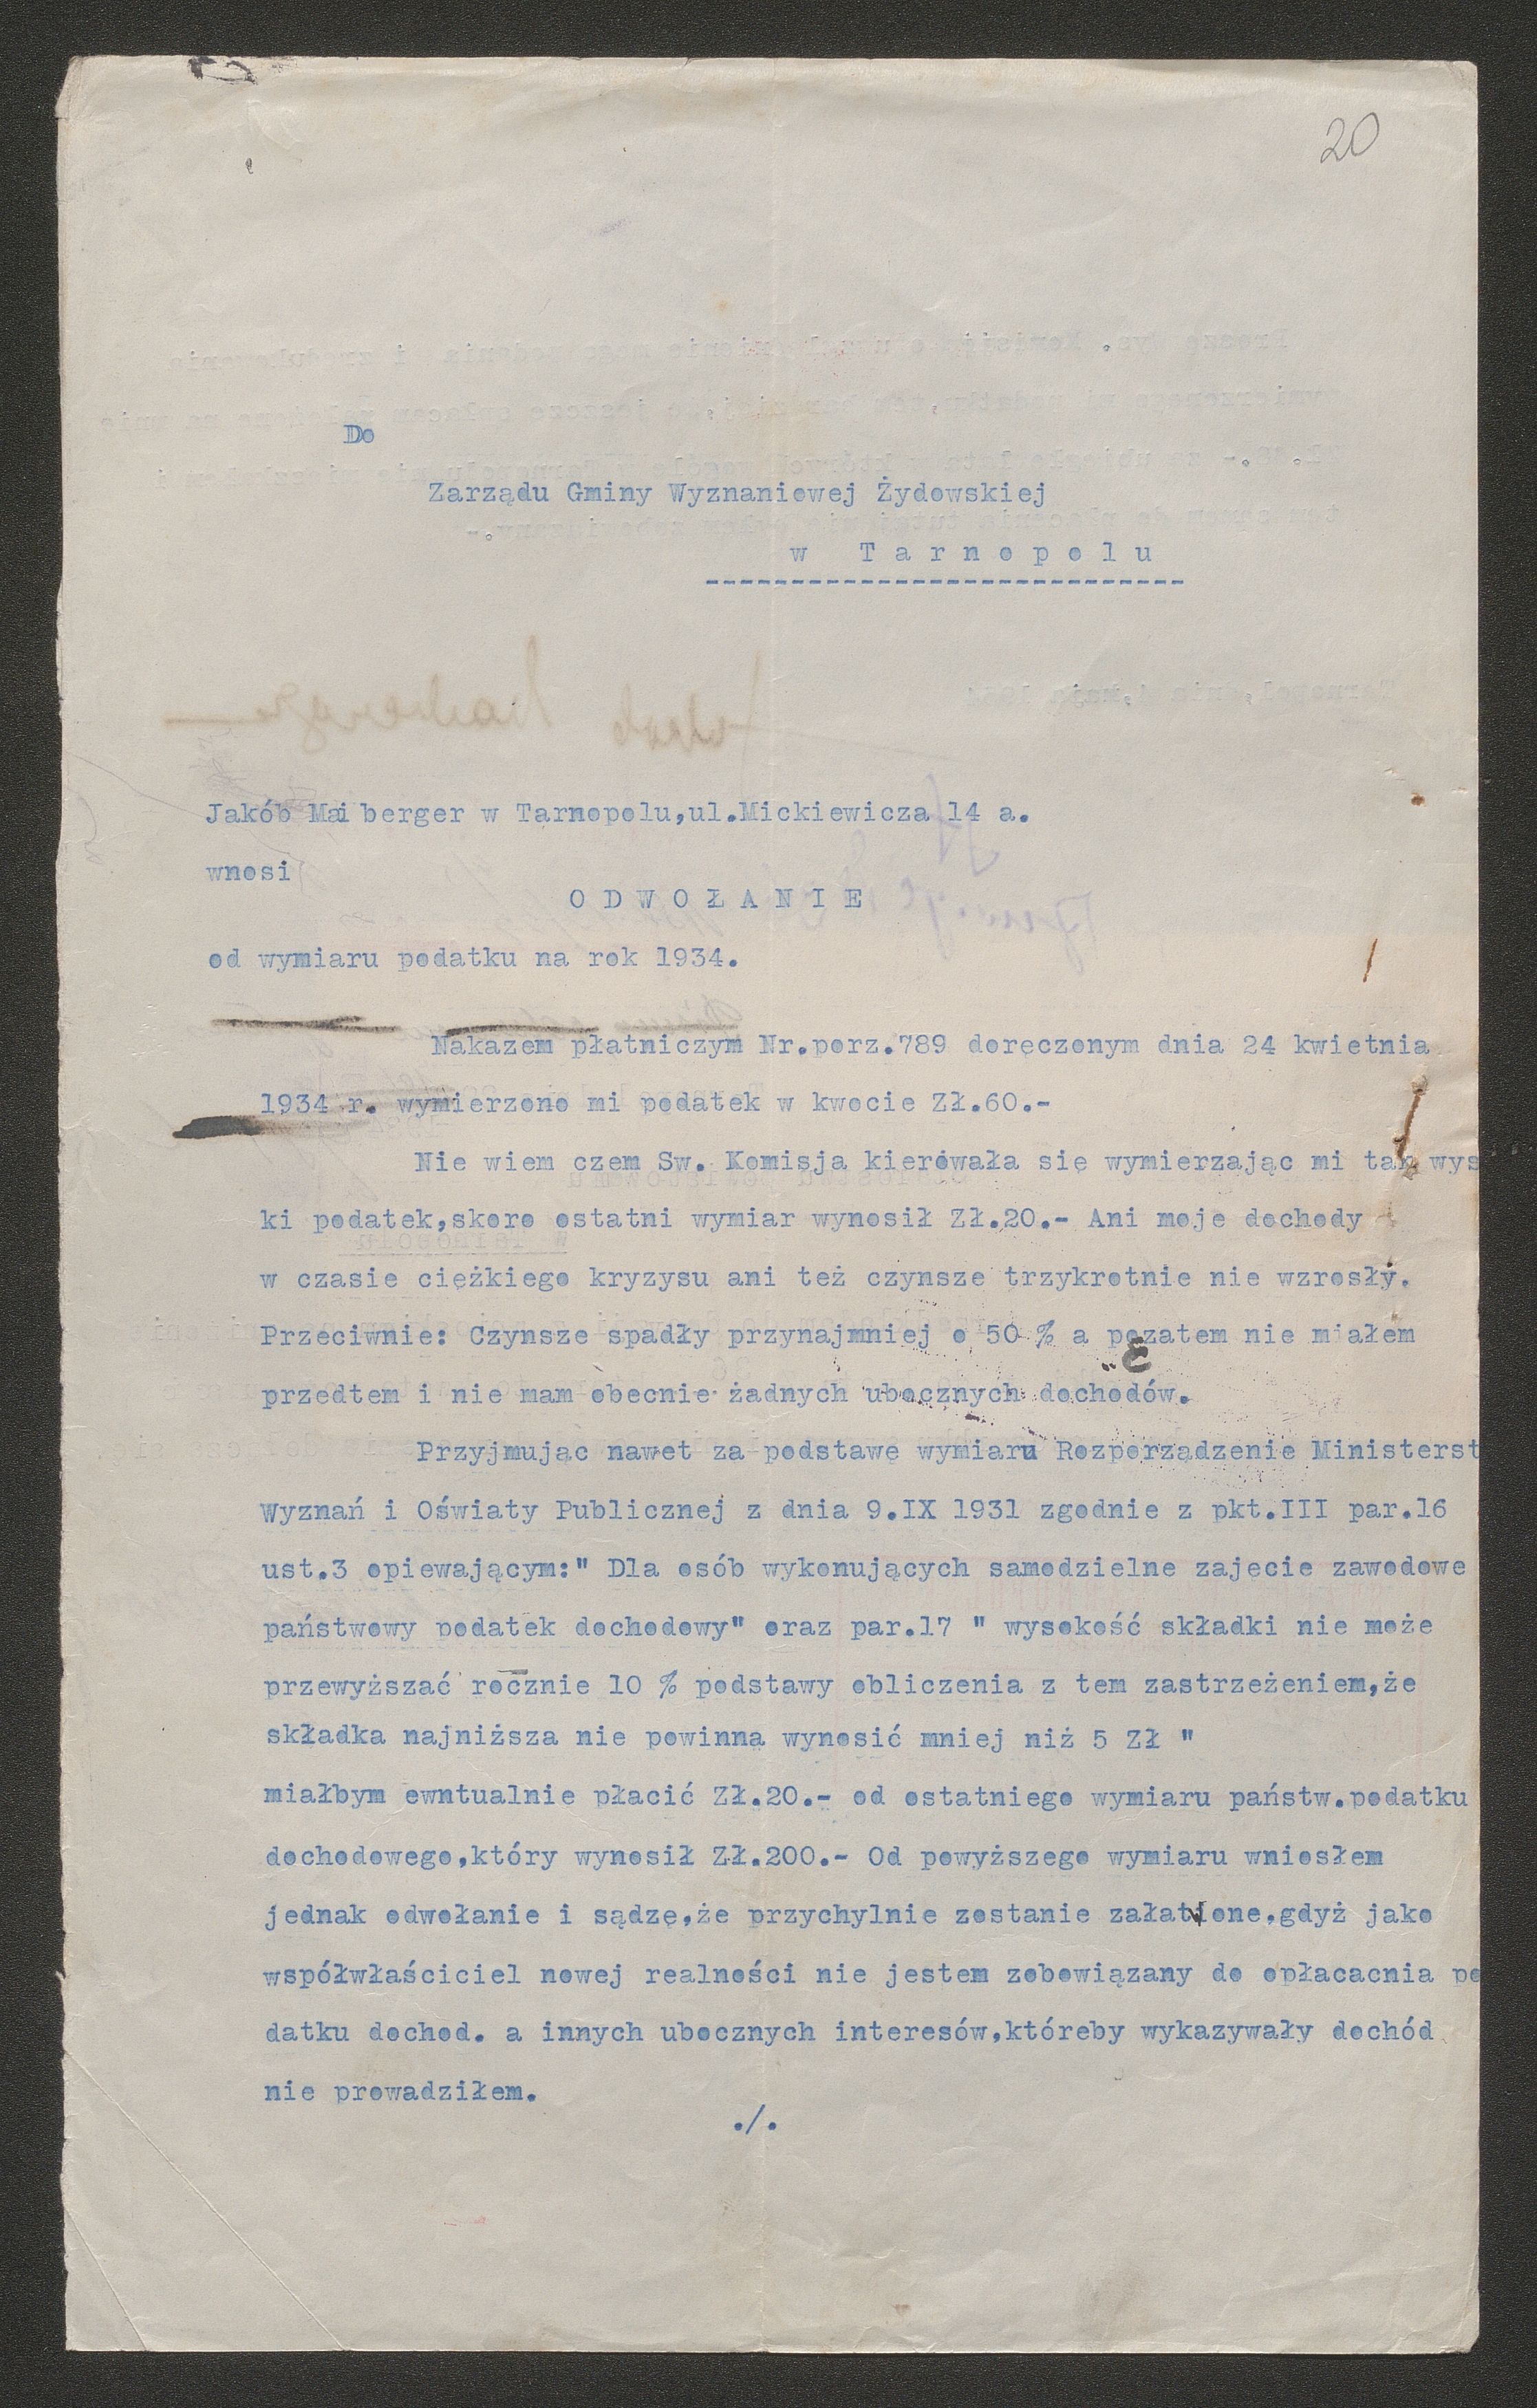 20
Do
Zarządu Gminy Wyznaniowej Żydowskiej
w Tarnopolu
Jakób Maiberger w Tarnopolu,ul.Mickiewicza 14 a.
wnosi
ODWOŁANIE
od wymiaru podatku na rok 1934.
Nakazem płatniczym Nr.porz.789 doręczonym dnia 24 kwietnia
1934 r. wymierzono mi podatek w kwocie Zł.60.-
Nie wiem czem Sw. Komisja kierowała się wymierzając mi tak wys
ki podatek,skoro ostatni wymiar wynosił Zł.20.- Ani moje dochody
w czasie ciężkiego kryzysu ani też czynsze trzykrotnie nie wzrosły.
Przeciwnie: Czynsze spadły przynajmniej o 50 % a pozatem nie miałem
przedtem i nie mam obecnie żadnych ubocznych dochodów.
Przyjmując nawet za podstawę wymiaru Rozporządzenie Ministerst
Wyznań i Oświaty Publicznej z dnia 9.IX 1931 zgodnie z pkt.III par.16
ust.3 opiewającym:" Dla osób wykonujących samodzielne zajęcie zawodowe
państwowy podatek dochodowy" oraz par.17 " wysokość składki nie może
przewyższać rocznie 10 % podstawy obliczenia z tem zastrzeżeniem,że
składka najniższa nie powinna wynosić mniej niż 5 Zł "
miałbym ewntualnie płacić Zł.20.- od ostatniego wymiaru państw.podatku
dochodowego,który wynosił Zł.200.- Od powyższego wymiaru wniosłem
jednak odwołanie i sądzę,że przychylnie zostanie załatwione,gdyż jako
współwłaściciel nowej realności nie jestem zobowiązany do opłacacnia po
datku dochod. a innych ubocznych interesów,któreby wykazywały dochód
nie prowadziłem.
./.